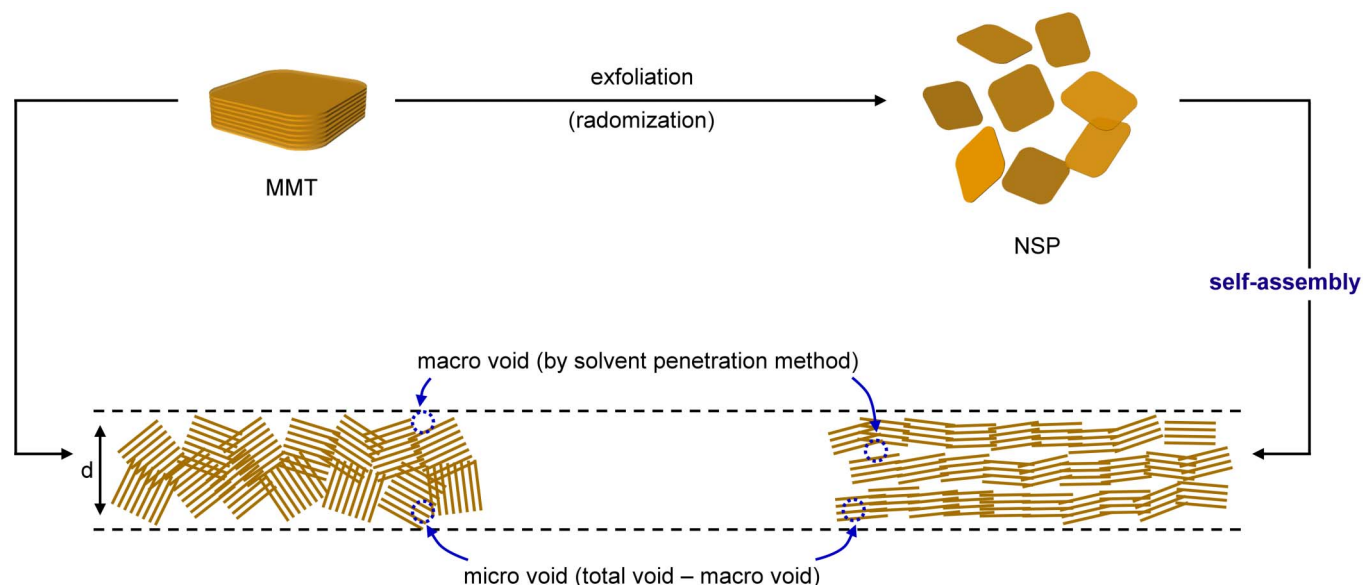 exfoliation
(radomization)
MMT
NSP
self-assembly
macro void (by solvent penetration method)
d
micro void (total void – macro void)